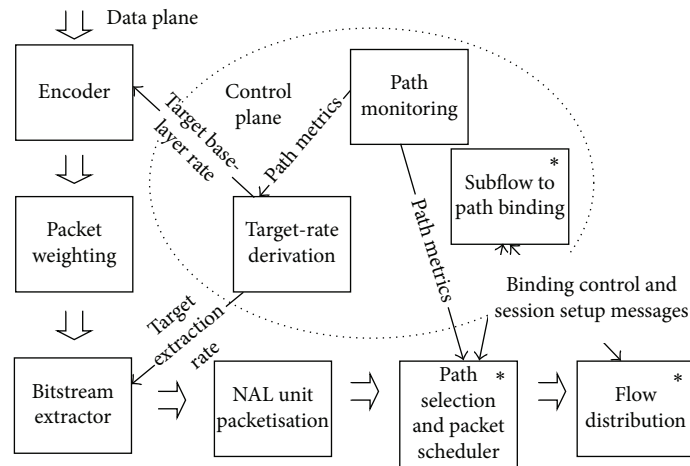 Data plane
Encoder
Control
plane
Path
monitoring
Target base-
layer rate
Path metrics
*
Subflow to
path binding
Packet
weighting
Target-rate
derivation
Path metrics
Binding control and
session setup messages
Target
extraction
rate
Bitstream
extractor
NAL unit
packetisation
Path *
selection
and packet
scheduler
*
Flow
distribution